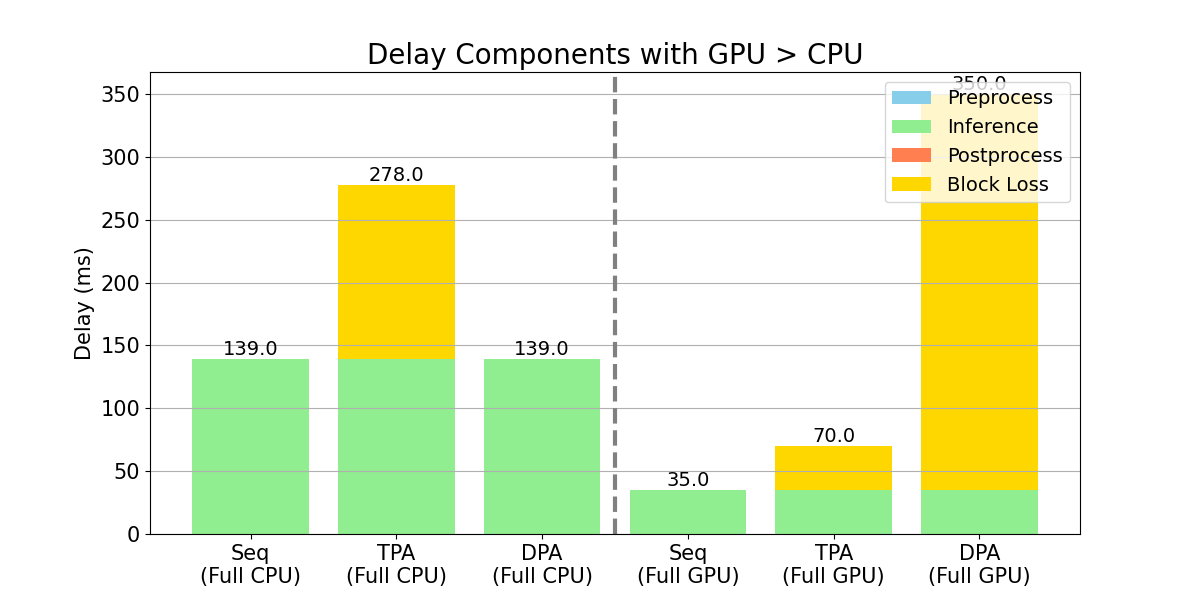 Delay Components with GPU > CPU
Delay (ms)
350
300
250
200
150
100
50
0
139.0
278.0
139.0
35.0
70.0
350.0
Preprocess
Inference
Postprocess
Block Loss
Seq
(Full CPU)
TPA
(Full CPU)
DPA
(Full CPU)
Seq
(Full GPU)
TPA
(Full GPU)
DPA
(Full GPU)